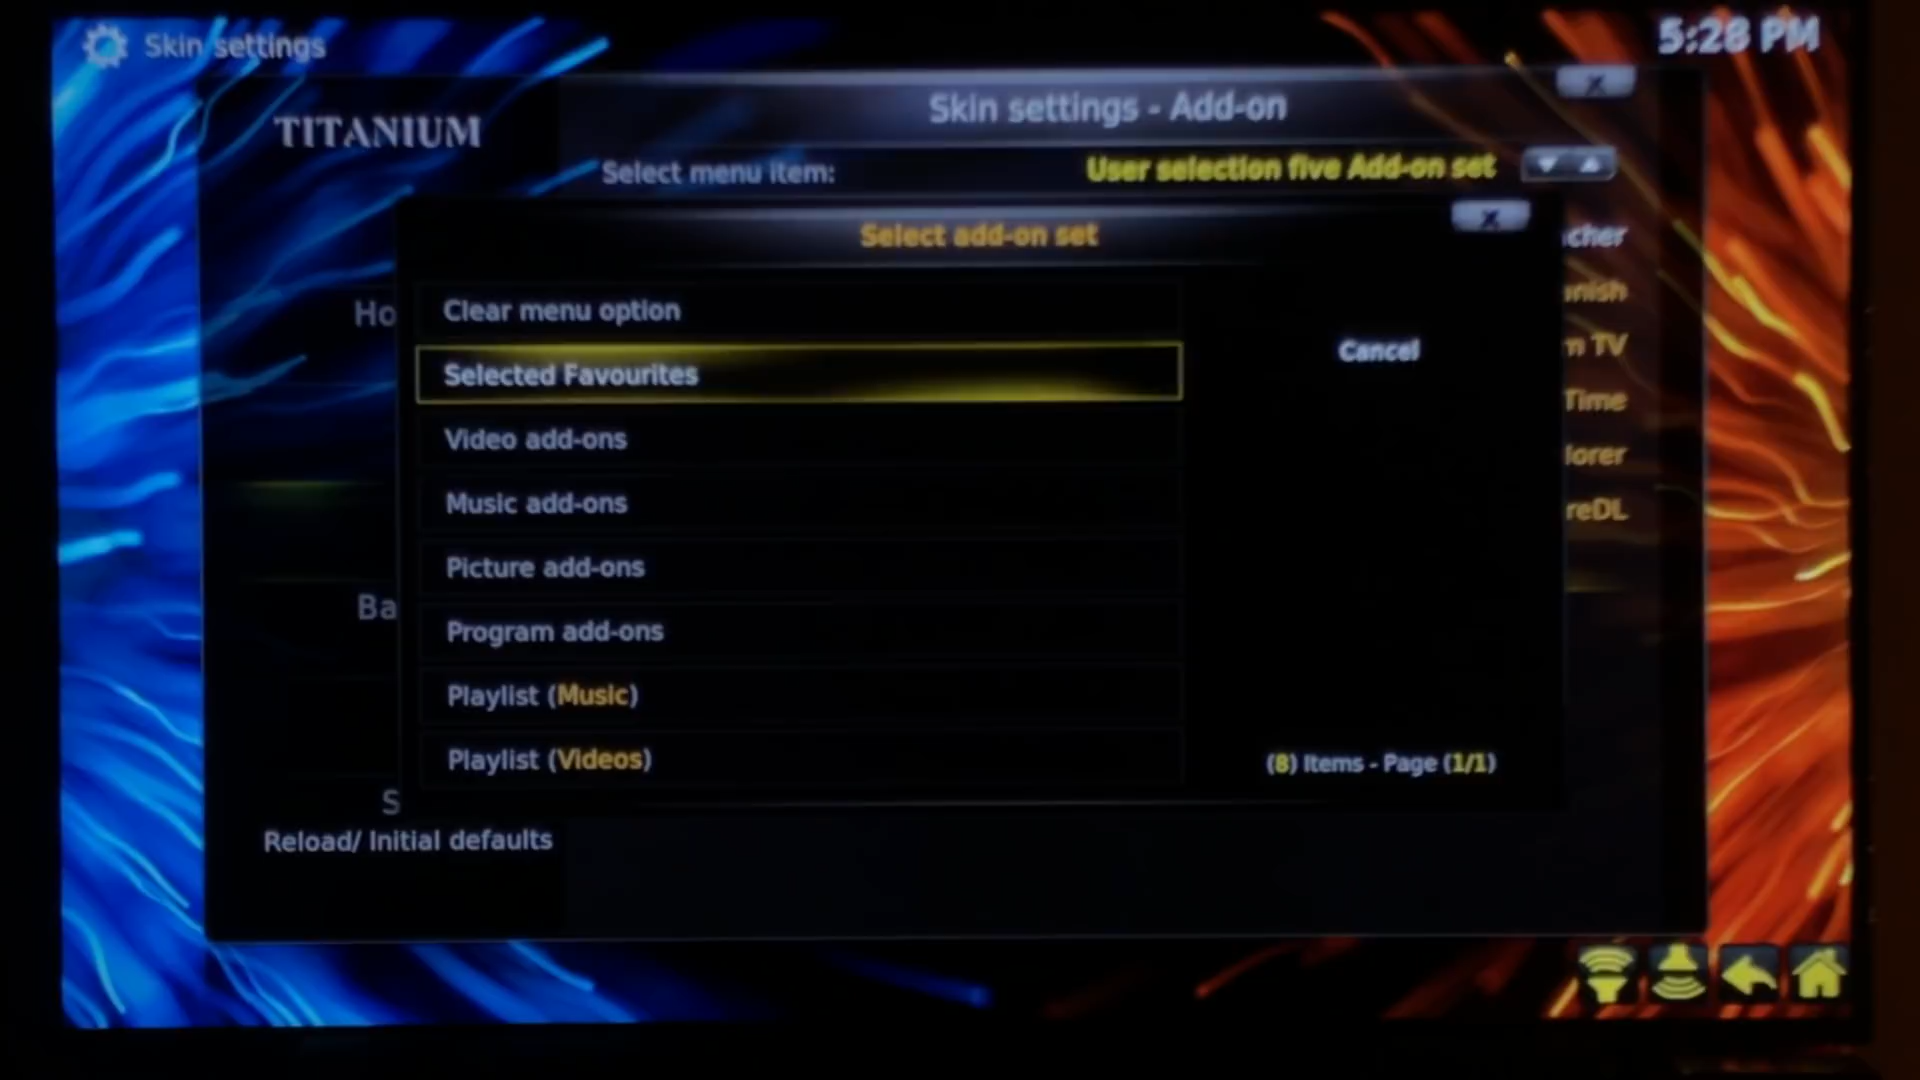 Skin settings
5:28 PM
TITANIUM
Skin settings - Add-on
Select menu item:
User selection five Add-on set
Select add-on set
Clear menu option
Selected Favourites
Video add-ons
Music add-ons
Picture add-ons
Program add-ons
Playlist (Music)
Playlist (Videos)
Cancel
(8) Items - Page (1/1)
TV
Time
Reload/ Initial defaults